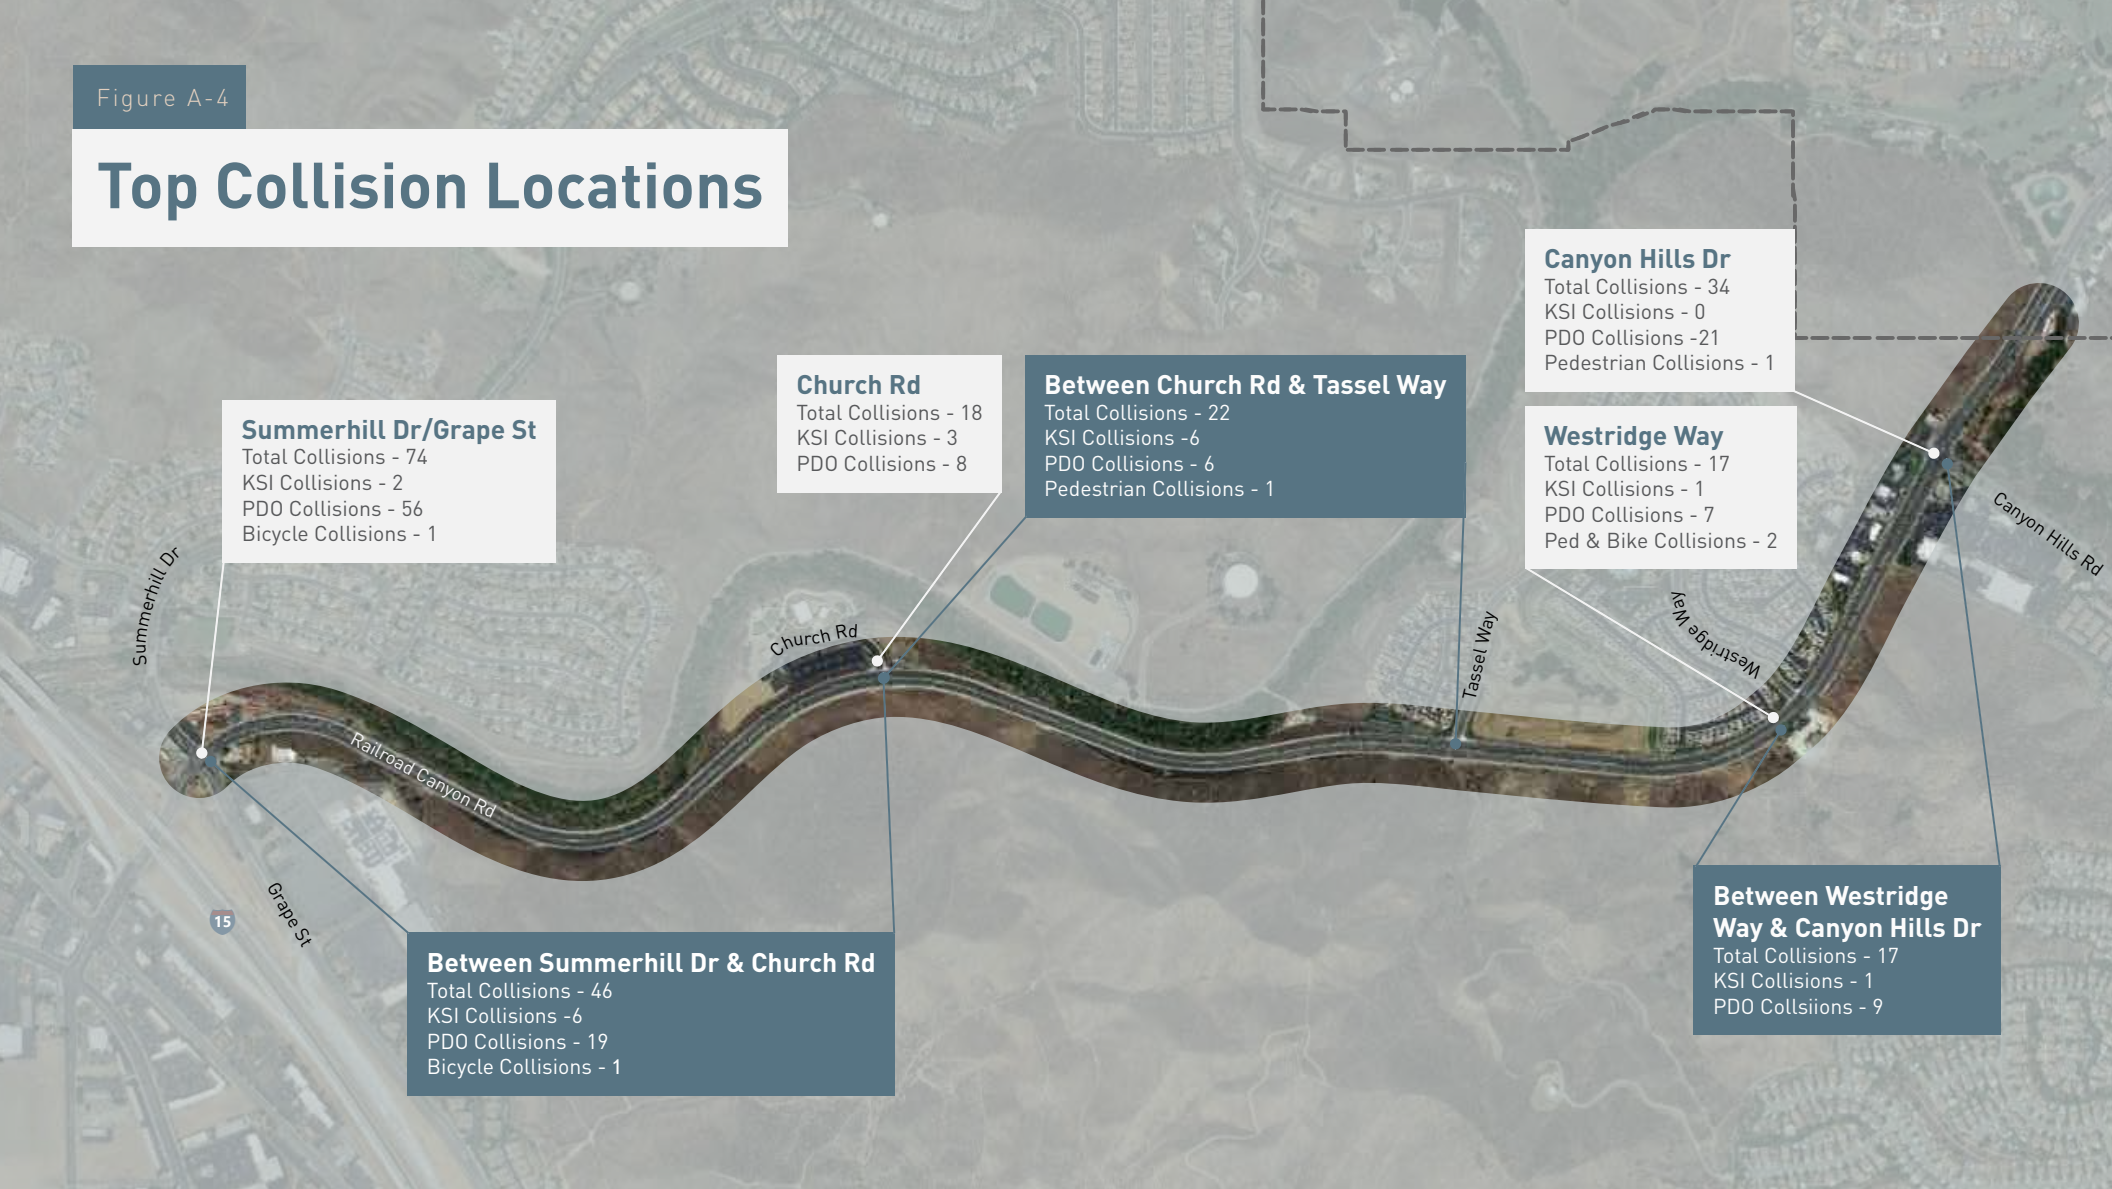 Figure A-4
Top Collision Locations
Canyon Hills Dr
Total Collisions - 34
KSI Collisions - 0
PDO Collisions -21
Pedestrian Collisions - 1
Church Rd
Total Collisions - 18
KSI Collisions - 3
PDO Collisions - 8
Between Church Rd & Tassel Way
Total Collisions - 22
KSI Collisions -6
PDO Collisions - 6
Pedestrian Collisions - 1
Summerhill Dr/Grape St
Total Collisions - 74
KSI Collisions - 2
PDO Collisions - 56
Bicycle Collisions - 1
Westridge Way
Total Collisions - 17
KSI Collisions - 1
PDO Collisions - 7
Ped & Bike Collisions - 2
Summerhill Dr
Church Rd
Tassel Way
Westridge Way
Canyon Hills Rd
Railroad Canyon Rd
Grape St
15
Between Summerhill Dr & Church Rd
Total Collisions - 46
KSI Collisions -6
PDO Collisions - 19
Bicycle Collisions - 1
Between Westridge
Way & Canyon Hills Dr
Total Collisions - 17
KSI Collisions - 1
PDO Collsiions - 9